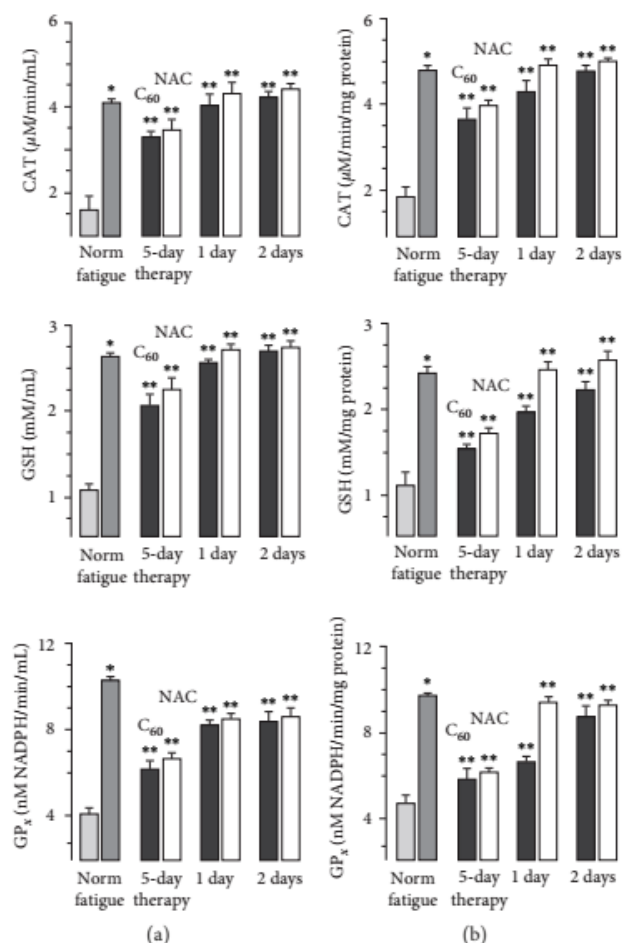 6
4
2
CAT (μM/min/mL)
*
C₆₀
NAC
**
**
**
**
**
**
Norm
fatigue
5-day
therapy
1 day
2 days
6
4
2
CAT (μM/min/mg protein)
*
C₆₀
NAC
**
**
**
**
**
**
Norm
fatigue
5-day
therapy
1 day
2 days
3
2
1
GSH (mM/mL)
*
C₆₀
NAC
**
**
**
**
**
**
Norm
fatigue
5-day
therapy
1 day
2 days
3
2
1
GSH (mM/mg protein)
*
C₆₀
NAC
**
**
**
**
**
**
Norm
fatigue
5-day
therapy
1 day
2 days
12
8
4
GPₓ (nM NADPH/min/mL)
*
C₆₀
NAC
**
**
**
**
**
**
Norm
fatigue
5-day
therapy
1 day
2 days
(a)
12
8
4
GPₓ (nM NADPH/min/mg protein)
*
C₆₀
NAC
**
**
**
**
**
**
Norm
fatigue
5-day
therapy
1 day
2 days
(b)